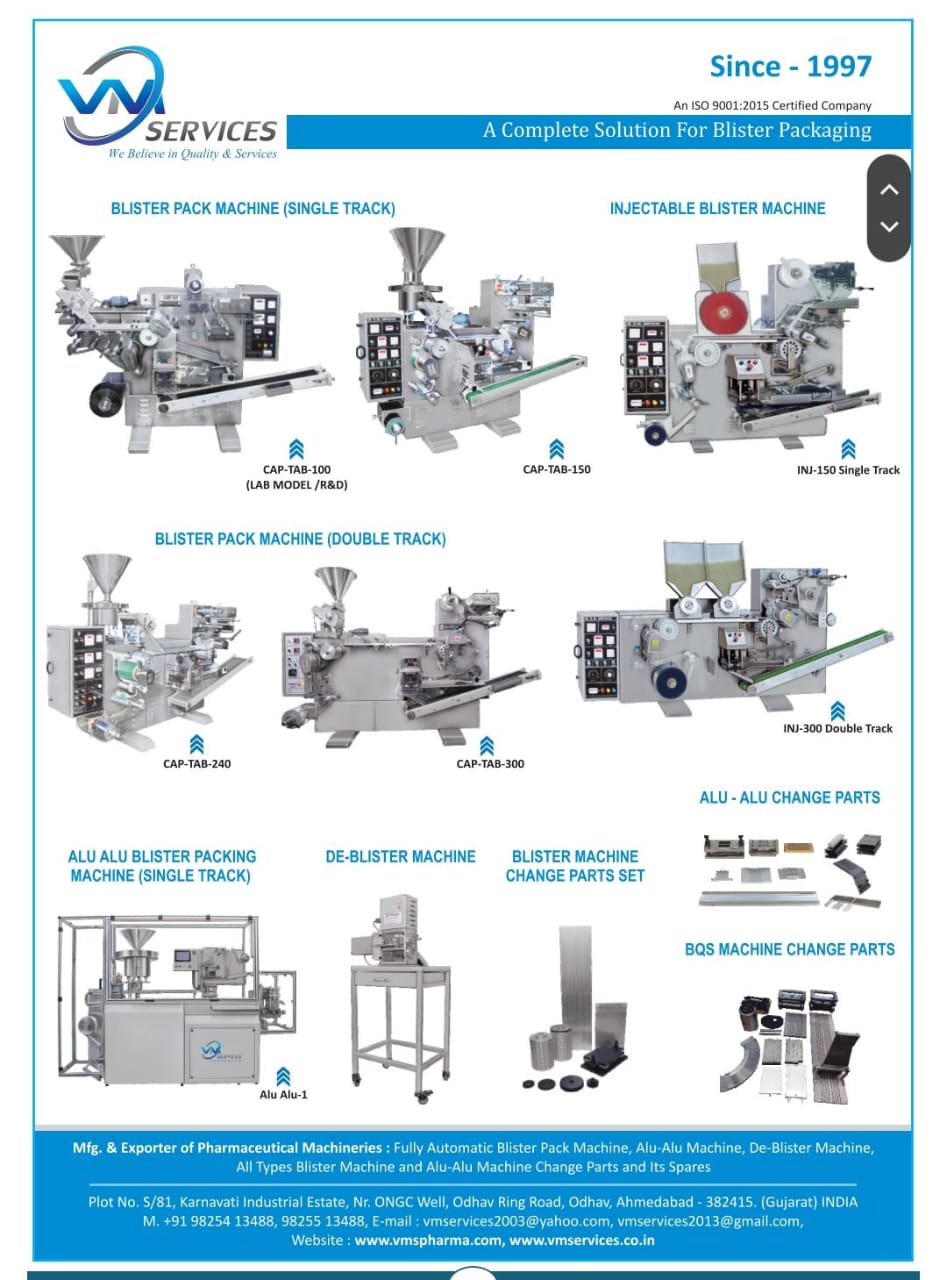 VM
SERVICES
We Believe in Quality & Services
Since - 1997
An ISO 9001:2015 Certified Company
A Complete Solution For Blister Packaging
BLISTER PACK MACHINE (SINGLE TRACK)
INJECTABLE BLISTER MACHINE
CAP-TAB-100
(LAB MODEL /R&D)
CAP-TAB-150
INJ-150 Single Track
BLISTER PACK MACHINE (DOUBLE TRACK)
CAP-TAB-240
CAP-TAB-300
INJ-300 Double Track
ALU - ALU CHANGE PARTS
ALU ALU BLISTER PACKING
MACHINE (SINGLE TRACK)
DE-BLISTER MACHINE
BLISTER MACHINE
CHANGE PARTS SET
BQS MACHINE CHANGE PARTS
VM
SERVICES
Alu Alu-1
Mfg. & Exporter of Pharmaceutical Machineries : Fully Automatic Blister Pack Machine, Alu-Alu Machine, De-Blister Machine,
All Types Blister Machine and Alu-Alu Machine Change Parts and Its Spares
Plot No. S/81, Karnavati Industrial Estate, Nr. ONGC Well, Odhav Ring Road, Odhav, Ahmedabad - 382415. (Gujarat) INDIA
M. +91 98254 13488, 98255 13488, E-mail : vmservices2003@yahoo.com, vmservices2013@gmail.com,
Website : www.vmspharma.com, www.vmservices.co.in